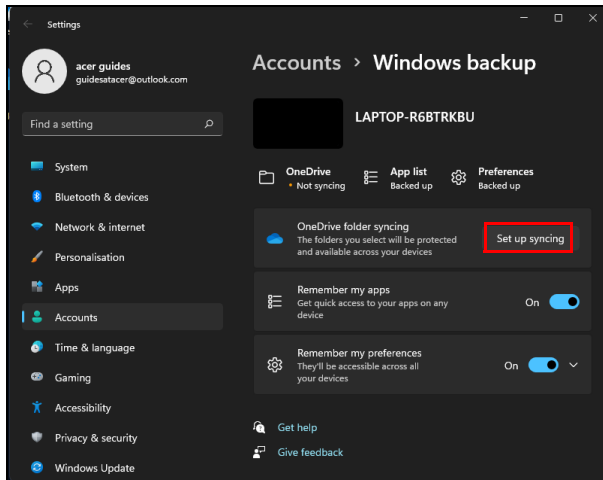 Settings
acer guides
guidesatacer@outlook.com
Find a setting
System
Bluetooth & devices
Network & internet
Personalisation
Apps
Accounts
Time & language
Gaming
Accessibility
Privacy & security
Windows Update
Accounts > Windows backup
LAPTOP-R6BTRKBU
OneDrive
• Not syncing
App list
Backed up
Preferences
Backed up
OneDrive folder syncing
The folders you select will be protected
and available across your devices
Set up syncing
Remember my apps
Get quick access to your apps on any
device
On
Remember my preferences
They'll be accessible across all
your devices
On
Get help
Give feedback